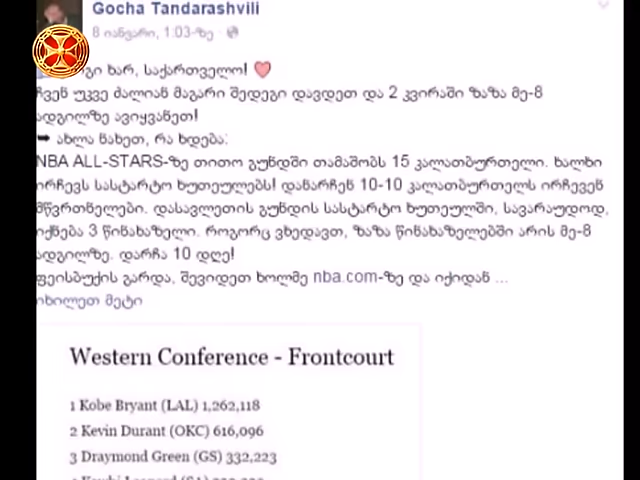 Gocha Tandarashvili
8 იანვარი, 1:03-ზე
ხარ, საქართველო!
ჩვენ უკვე ძალიან მაგარი შედეგი დავდეთ და 2 კვირაში ზაზა მე-8
ადგილზე ავიყვანეთ!
➡ ახლა ნახეთ, რა ხდება:
NBA ALL-STARS-ზე თითო გუნდში თამაშობს 15 კალათბურთელი. ხალხი
ირჩევს სასტარტო ხუთეულებს! დანარჩენ 10-10 კალათბურთელს ირჩევენ
მწვრთნელები. დასავლეთის გუნდის სასტარტო ხუთეულში, სავარაუდოდ,
იქნება 3 წინახაზელი. როგორც ვხედავთ, ზაზა წინახაზელებში არის მე-8
ადგილზე. დარჩა 10 დღე!
ფეისბუქის გარდა, შევიდეთ ხოლმე nba.com-ზე და იქიდან ...
იხილეთ მეტი
Western Conference - Frontcourt
1 Kobe Bryant (LAL) 1,262,118
2 Kevin Durant (OKC) 616,096
3 Draymond Green (GS) 332,223